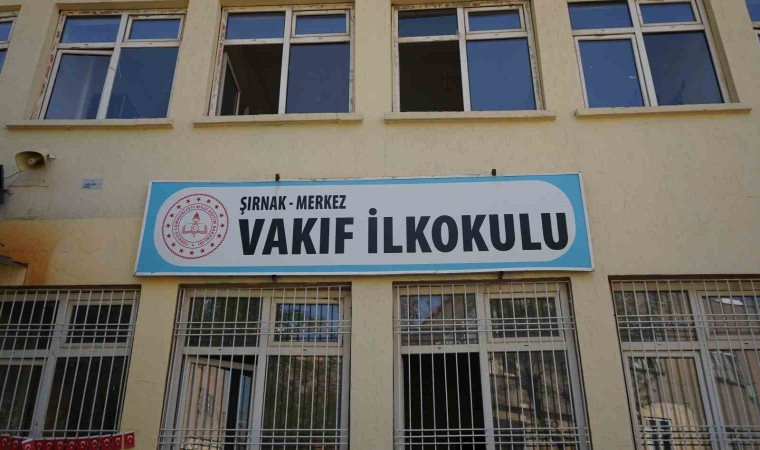 ŞIRNAK - MERKEZ
VAKIF İLKOKULU